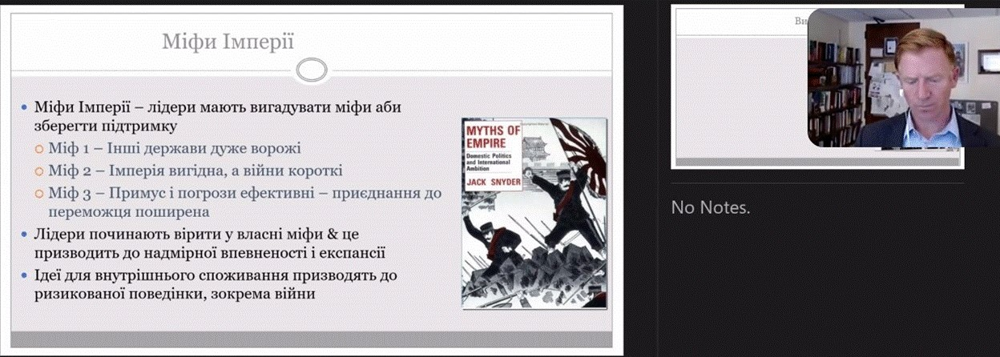 Міфи Імперії
Міфи Імперії – лідери мають вигадувати міфи аби
зберегти підтримку
Міф 1 – Інші держави дуже ворожі
Міф 2 – Імперія вигідна, а війни короткі
Міф 3 – Примус і погрози ефективні – приєднання до
переможця поширена
Лідери починають вірити у власні міфи & це
призводить до надмірної впевненості і експансії
Ідеї для внутрішнього споживання призводять до
ризикованої поведінки, зокрема війни
MYTHS OF
EMPIRE
Domestic Politics
and International
Ambition
JACK SNYDER
Ви
No Notes.